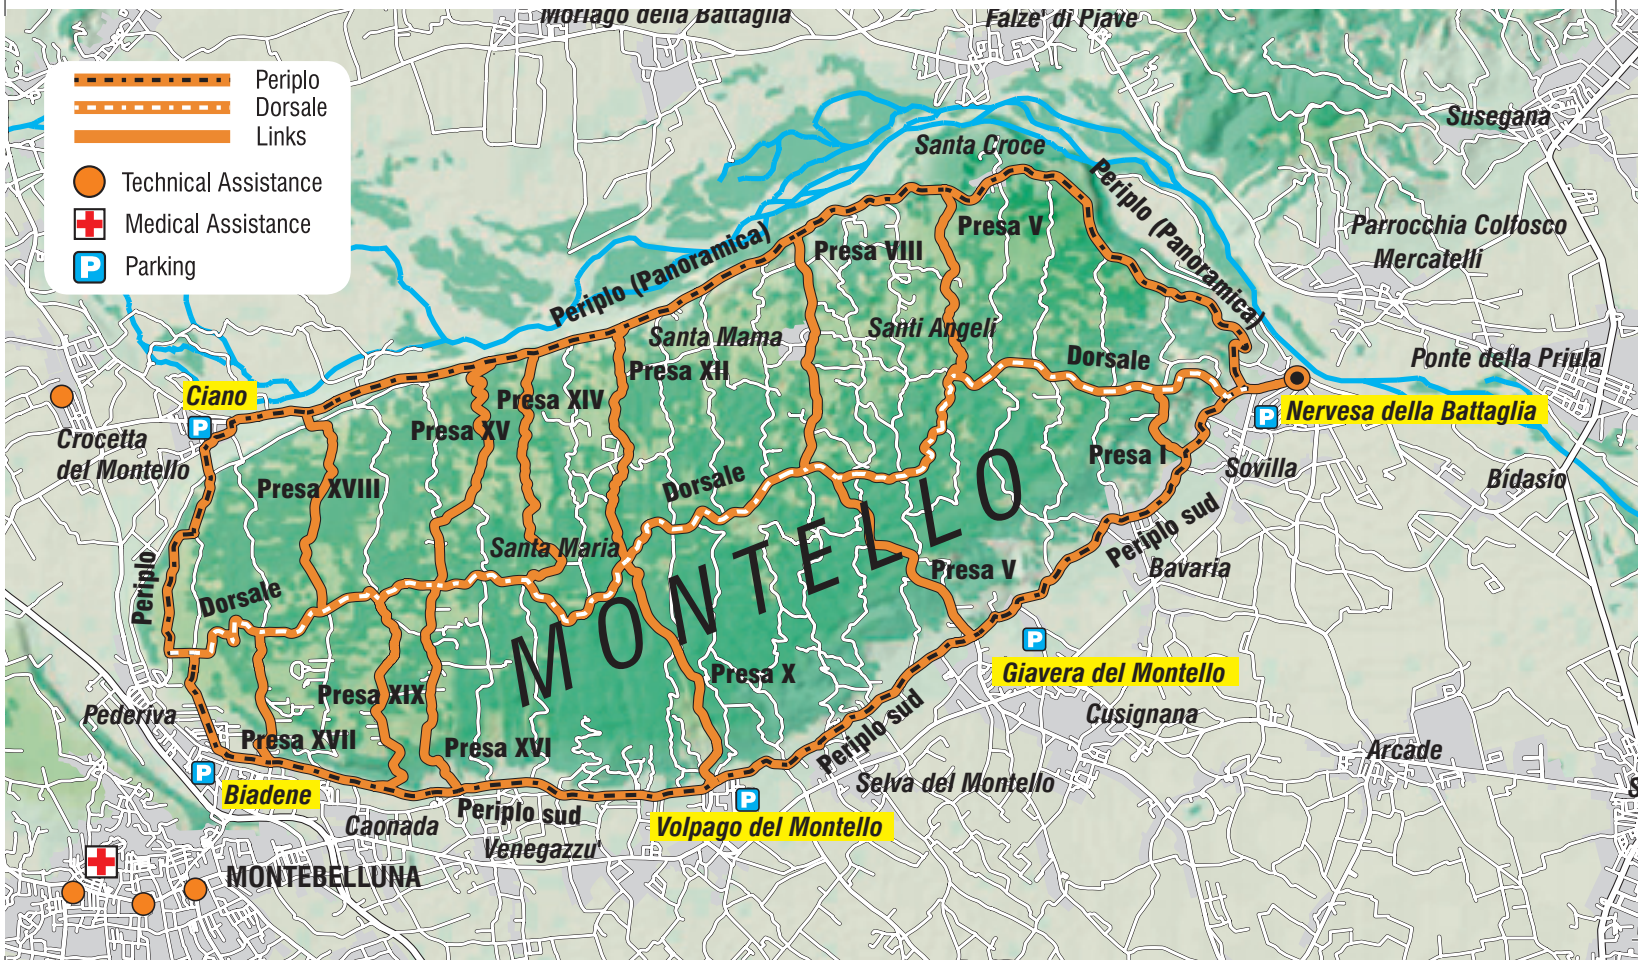 Moriago della Battaglia
Falze' di Piave
Periplo
Dorsale
Links
Technical Assistance
Medical Assistance
P Parking
Susegana
Santa Croce
Periplo (Panoramica)
Presa V
Parrocchia Colfosco
Mercatelli
Presa VIII
Periplo (Panoramica)
Santa Mama
Santi Angeli
Dorsale
Ponte della Priula
Presa XII
Ciano
P
Presa XIV
Nervesa della Battaglia
P
Crocetta
del Montello
Presa XV
Presa I
Sovilla
Bidasio
Presa XVIII
Dorsale
MONTELLO
Periplo sud
Santa Maria
Presa V
Bavaria
Periplo
Dorsale
P
Giavera del Montello
Presa X
Presa XIX
Pederiva
Cusignana
Presa XVII
Presa XVI
Periplo sud
Arcade
P
Biadene
Selva del Montello
S
P
Periplo sud
Volpago del Montello
Caonada
Venegazzu'
MONTEBELLUNA